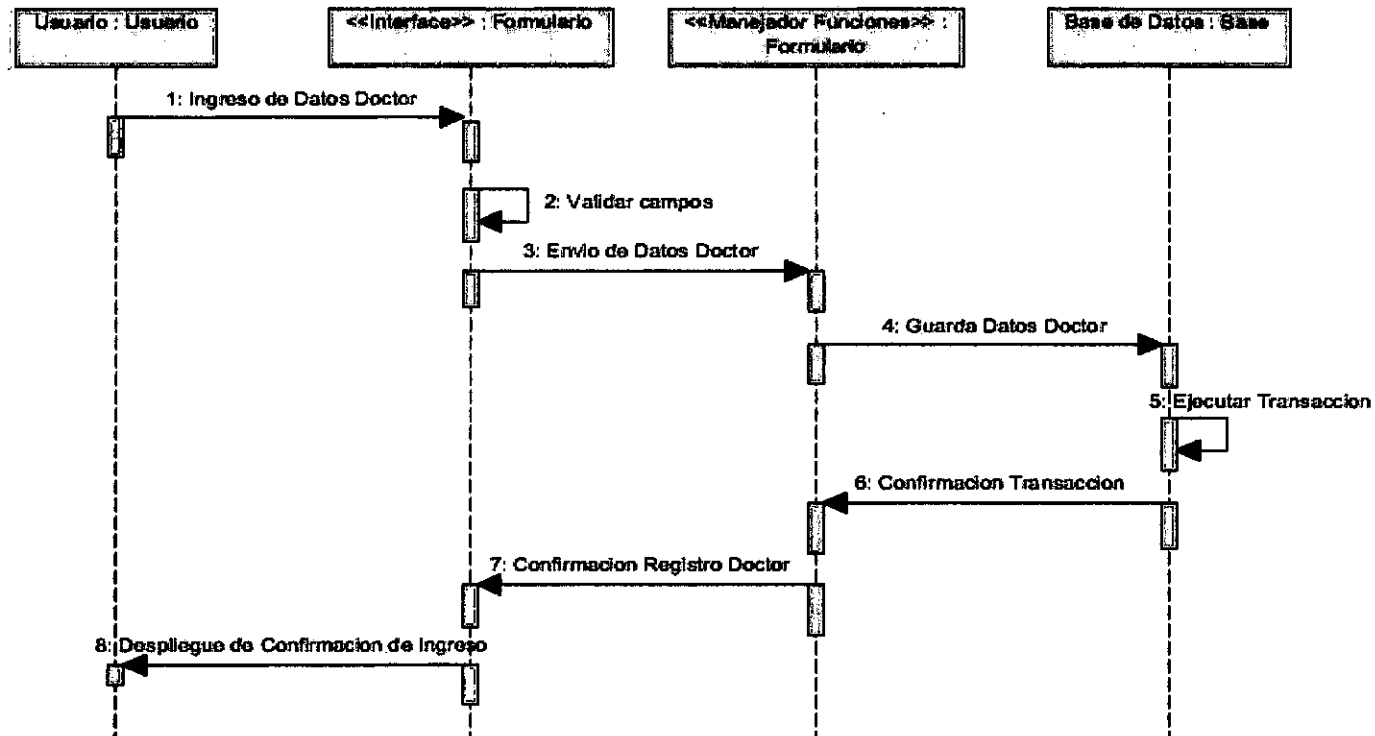 Usuario : Usuario
<<Interface>> : Formulario
<<Manejador Funciones>> :
Formulario
Base de Datos : Base
1: Ingreso de Datos Doctor
2: Validar campos
3: Envio de Datos Doctor
4: Guarda Datos Doctor
5: Ejecutar Transaccion
6: Confirmacion Transaccion
7: Confirmacion Registro Doctor
8: Despliegue de Confirmacion de Ingreso